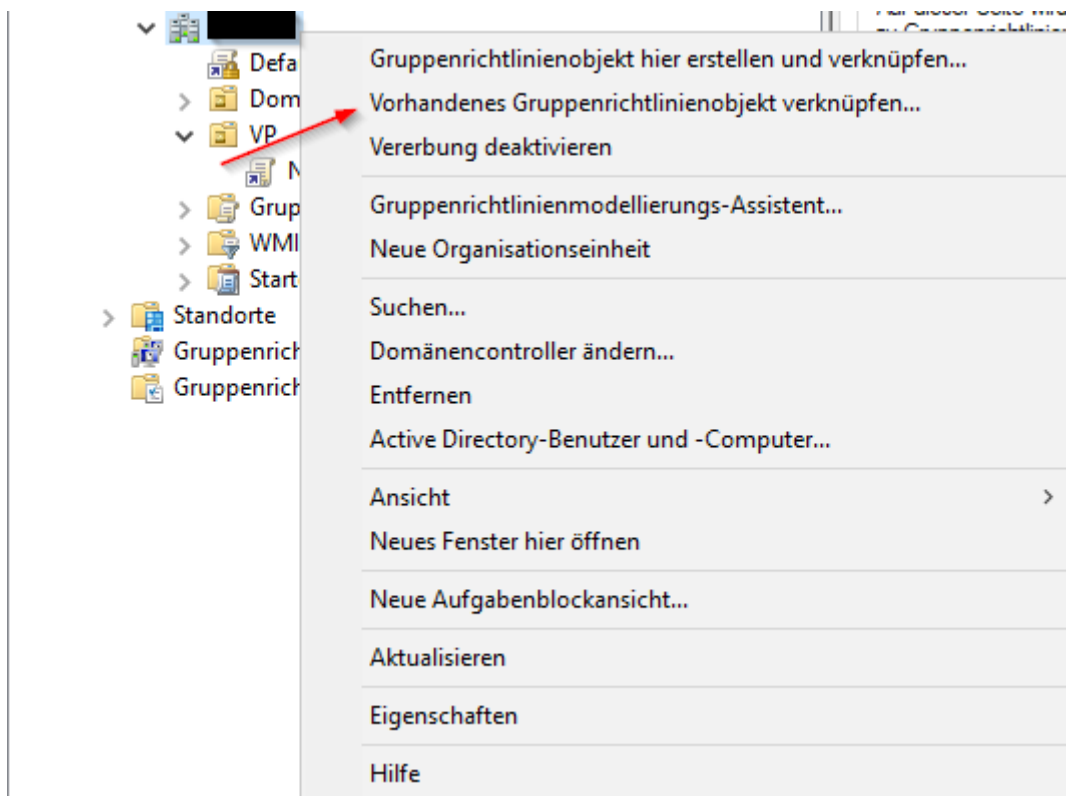 Gruppenrichtlinienobjekt hier erstellen und verknüpfen...
Defa
Vorhandenes Gruppenrichtlinienobjekt verknüpfen...
Dom
VP
Vererbung deaktivieren
N
Grup
Gruppenrichtlinienmodellierungs-Assistent...
WMI
Neue Organisationseinheit
Start
Suchen...
Standorte
Domänencontroller ändern...
Gruppenrich
Entfernen
Gruppenrich
Active Directory-Benutzer und -Computer...
Ansicht
Neues Fenster hier öffnen
Neue Aufgabenblockansicht...
Aktualisieren
Eigenschaften
Hilfe